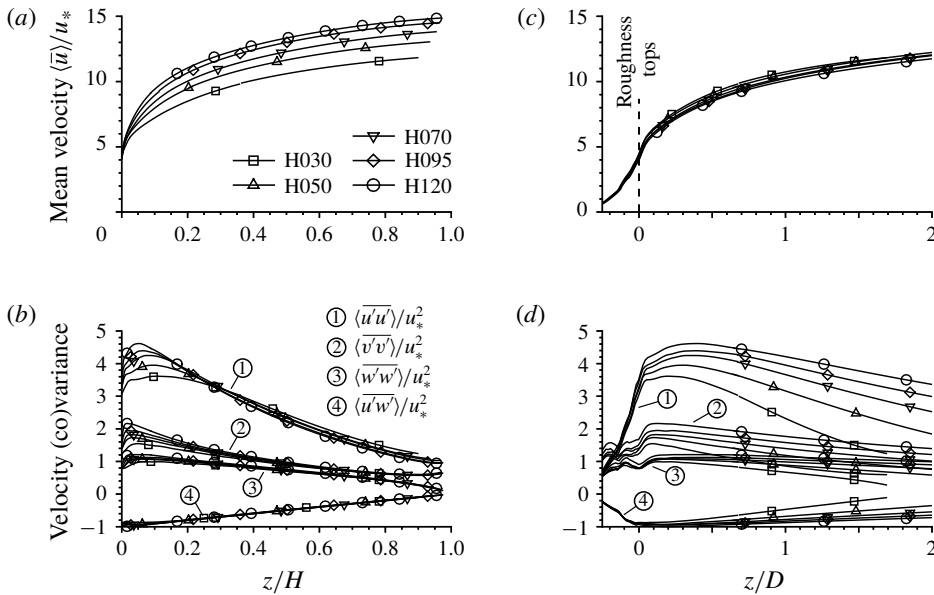 (a)
Mean velocity ⟨ū⟩/u*
15
10
5
0
0.2
0.4
0.6
0.8
1.0
H030
H050
H070
H095
H120
(c)
15
10
5
0
1
2
Roughness
tops
(b)
Velocity (co)variance
5
4
3
2
1
0
−1
0
0.2
0.4
0.6
0.8
1.0
z/H
1 ⟨u′u′⟩/u*²
2 ⟨v′v′⟩/u*²
3 ⟨w′w′⟩/u*²
4 ⟨u′w′⟩/u*²
1
2
3
4
(d)
5
4
3
2
1
0
−1
0
1
2
z/D
1
2
3
4